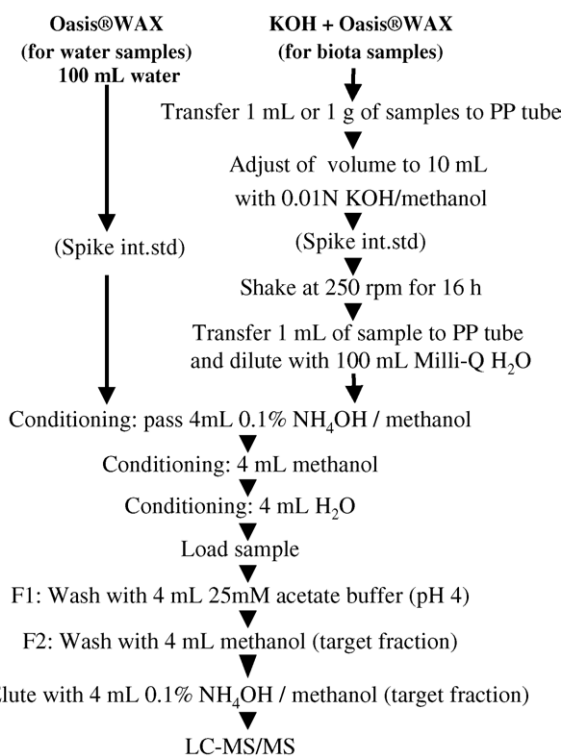 Oasis®WAX
(for water samples)
100 mL water
KOH + Oasis®WAX
(for biota samples)
Transfer 1 mL or 1 g of samples to PP tube
Adjust of volume to 10 mL
with 0.01N KOH/methanol
(Spike int.std)
(Spike int.std)
Shake at 250 rpm for 16 h
Transfer 1 mL of sample to PP tube
and dilute with 100 mL Milli-Q H₂O
Conditioning: pass 4mL 0.1% NH₄OH / methanol
Conditioning: 4 mL methanol
Conditioning: 4 mL H₂O
Load sample
F1: Wash with 4 mL 25mM acetate buffer (pH 4)
F2: Wash with 4 mL methanol (target fraction)
lute with 4 mL 0.1% NH₄OH / methanol (target fraction)
LC-MS/MS